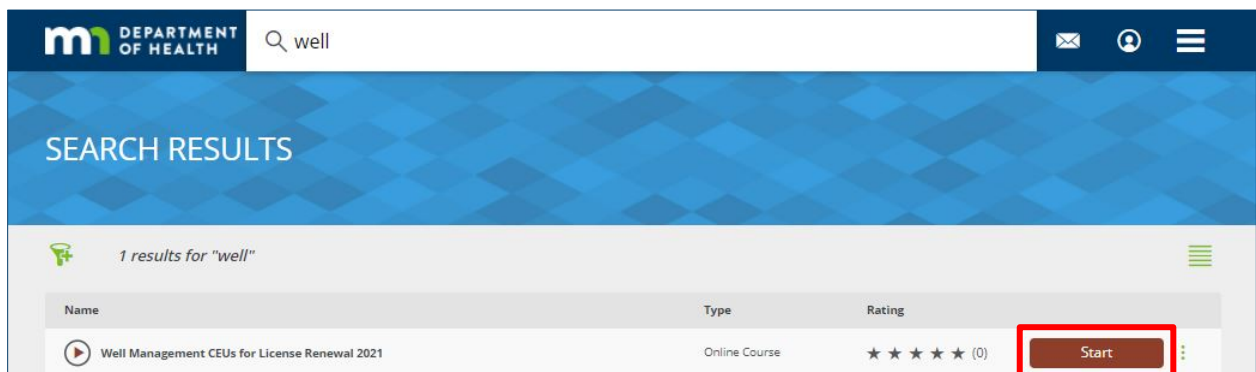 DEPARTMENT
OF HEALTH
well
SEARCH RESULTS
1 results for "well"
Name Type Rating
Well Management CEUs for License Renewal 2021 Online Course ★ ★ ★ ★ ★ (0) Start